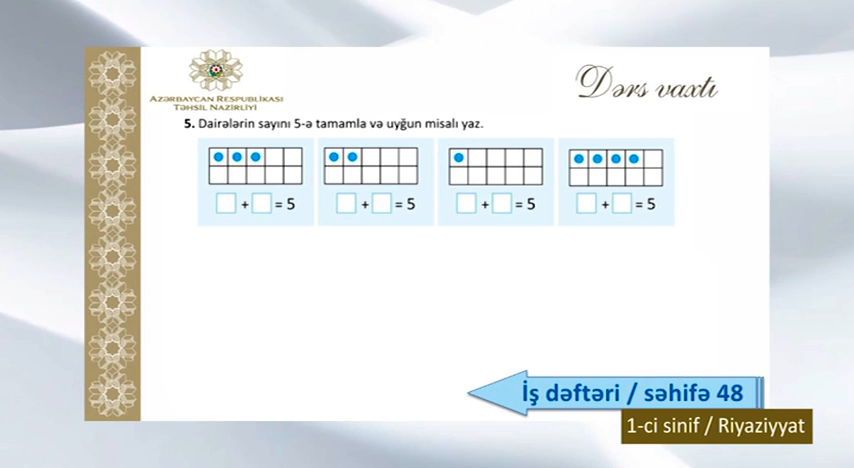 AZƏRBAYCAN RESPUBLİKASI
TƏHSİL NAZİRLİYİ
Dərs vaxtı
5. Dairələrin sayını 5-ə tamamla və uyğun misalı yaz.
+ = 5 + = 5 + = 5 + = 5
İş dəftəri / səhifə 48
1-ci sinif / Riyaziyyat